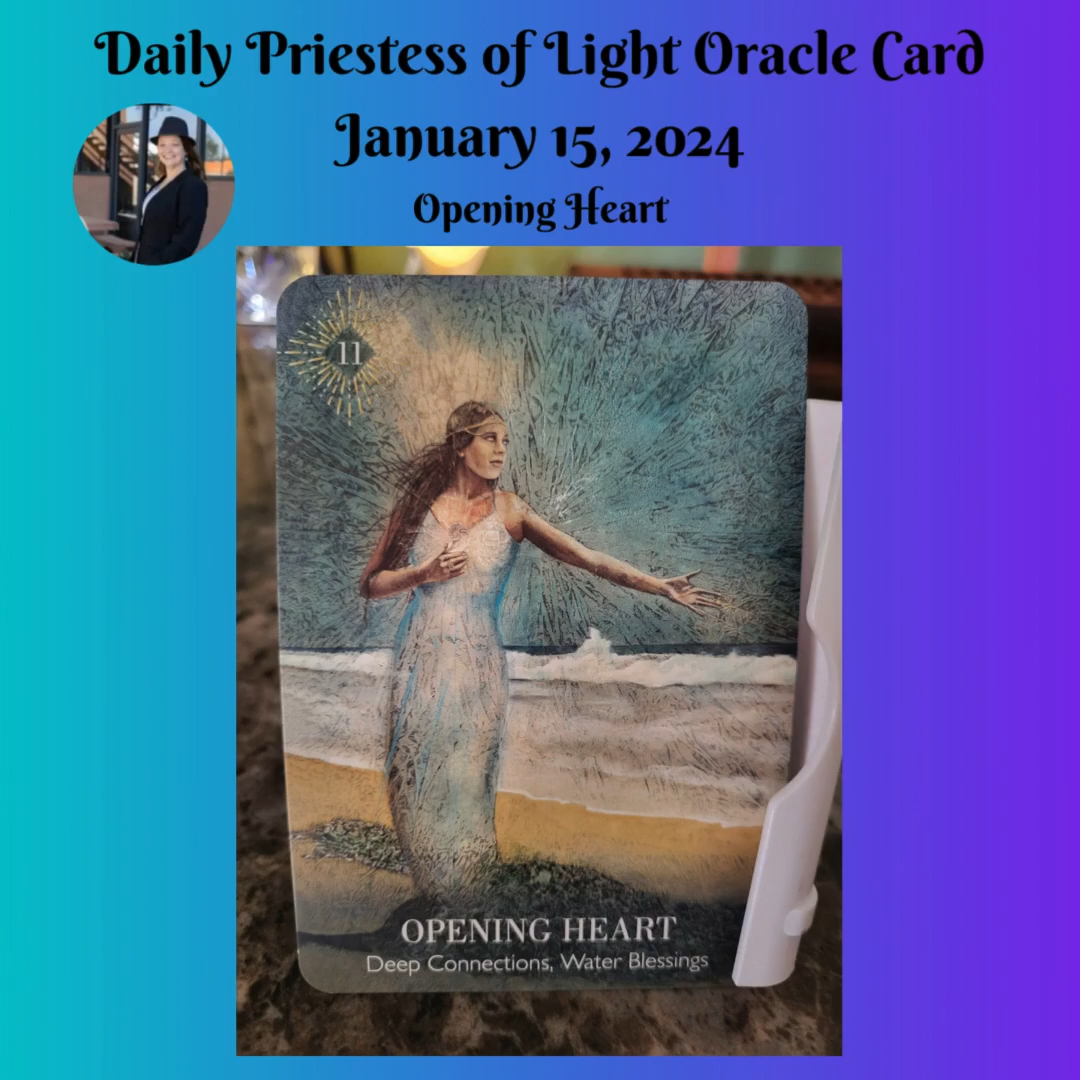 Daily Priestess of Light Oracle Card
January 15, 2024
Opening Heart
11
OPENING HEART
Deep Connections, Water Blessings